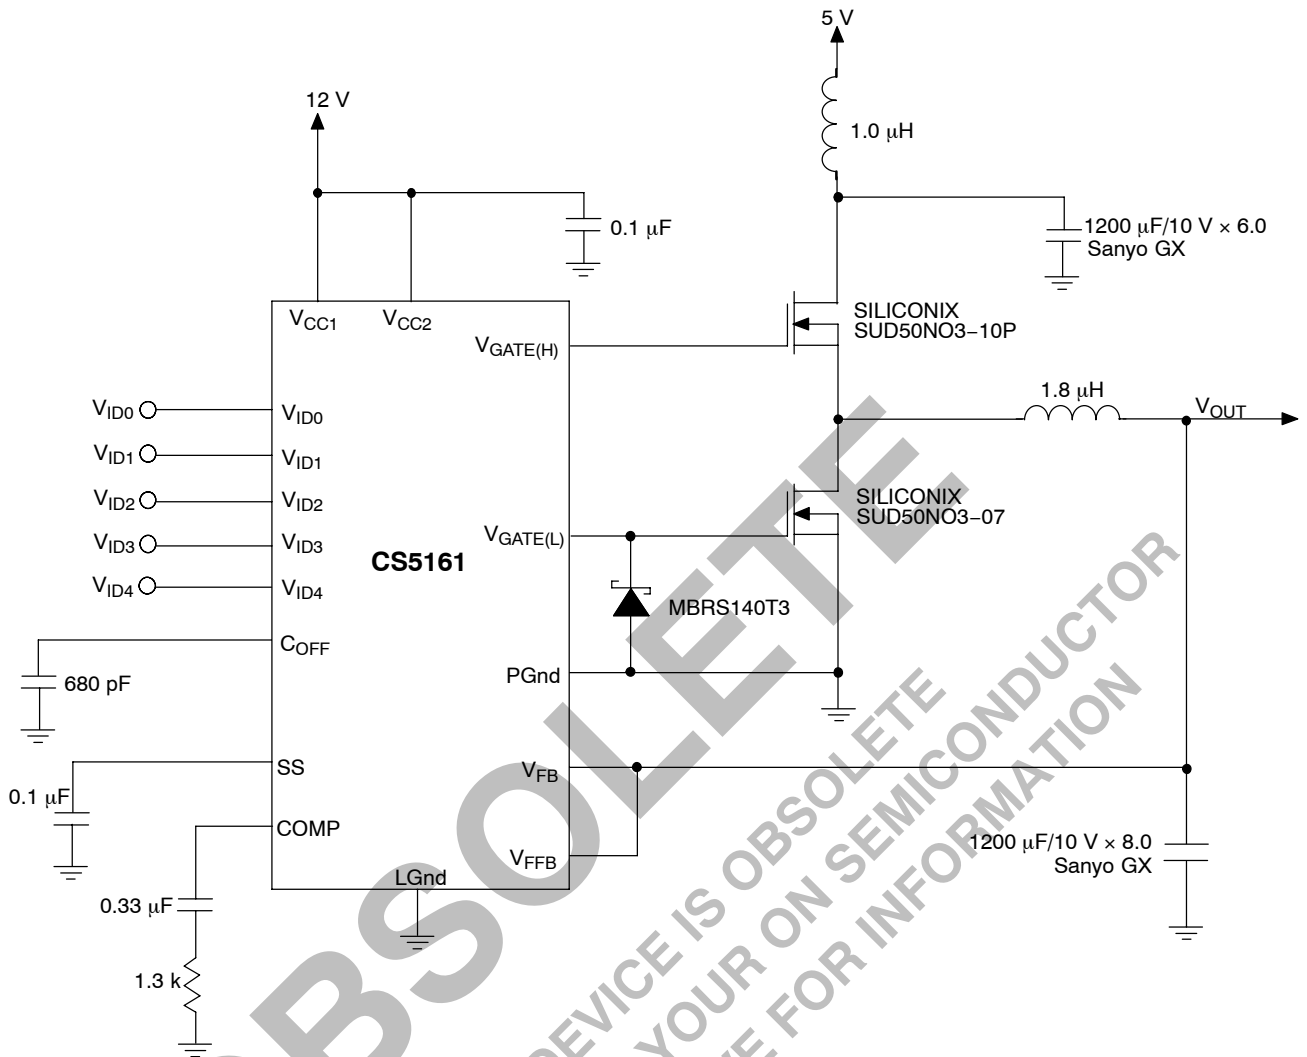 5 V
1.0 μH
12 V
0.1 μF
1200 μF/10 V × 6.0
Sanyo GX
VCC1
VCC2
VGATE(H)
SILICONIX
SUD50NO3−10P
VID0
VID0
VID1
VID1
VID2
VID2
VID3
VID3
VID4
VID4
1.8 μH
VOUT
SILICONIX
SUD50NO3−07
VGATE(L)
CS5161
MBRS140T3
COFF
680 pF
PGnd
SS
0.1 μF
VFB
COMP
VFFB
1200 μF/10 V × 8.0
Sanyo GX
LGnd
0.33 μF
1.3 k
OBSOLETE
DEVICE IS OBSOLETE
YOUR ON SEMICONDUCTOR
FOR INFORMATION